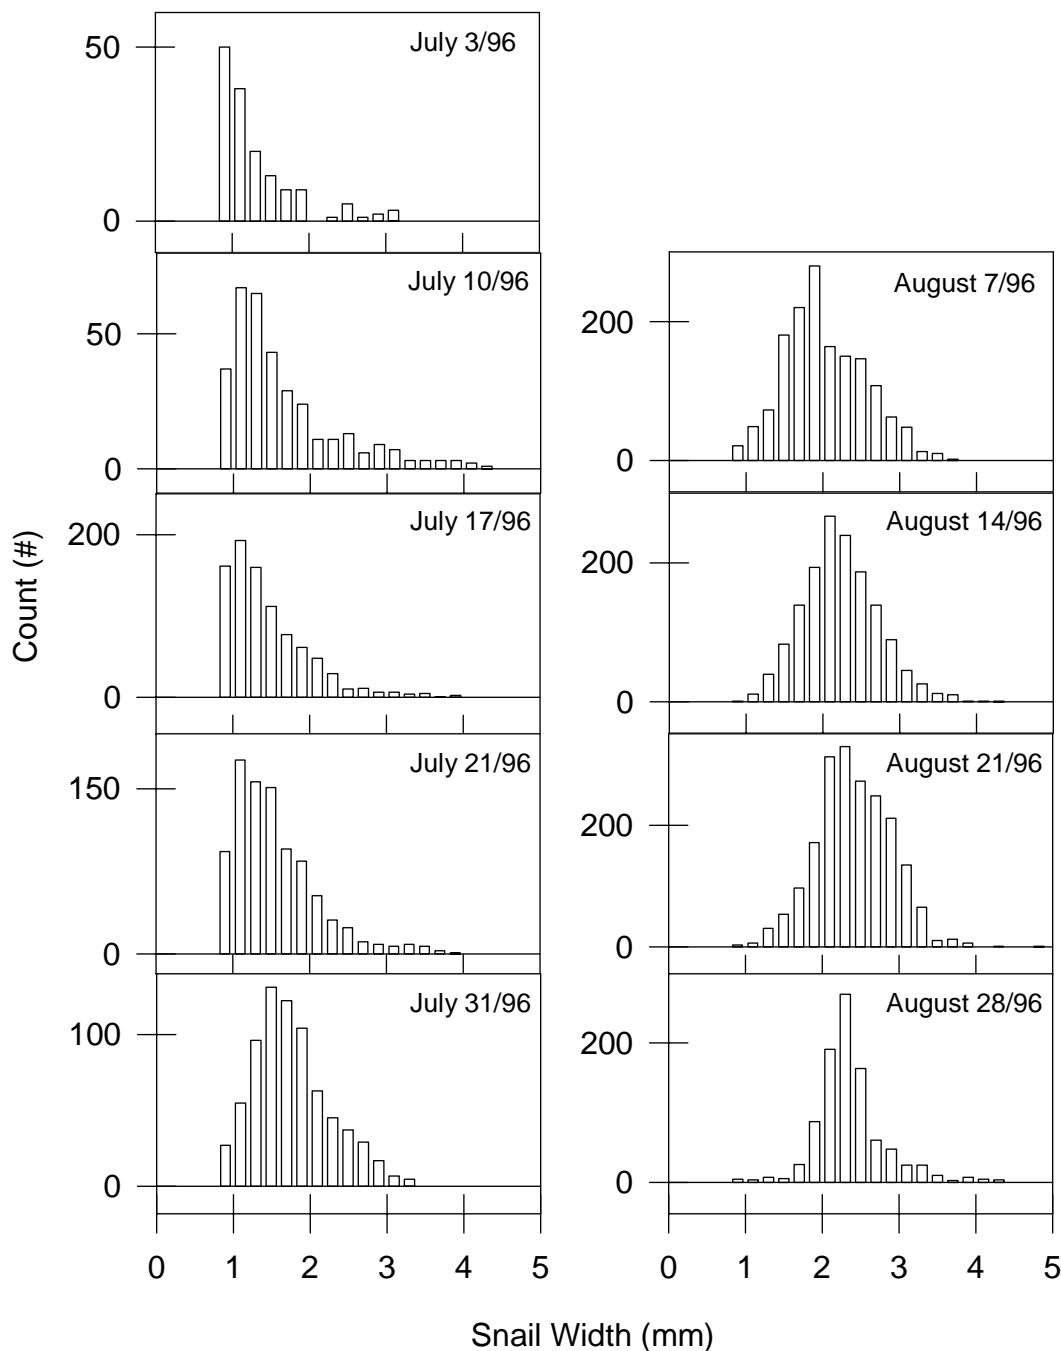 July 3/96
50
0
July 10/96
50
0
July 17/96
200
0
July 21/96
150
0
July 31/96
100
0
0 1 2 3 4 5
August 7/96
200
0
August 14/96
200
0
August 21/96
200
0
August 28/96
200
0
0 1 2 3 4 5
Count (#)
Snail Width (mm)